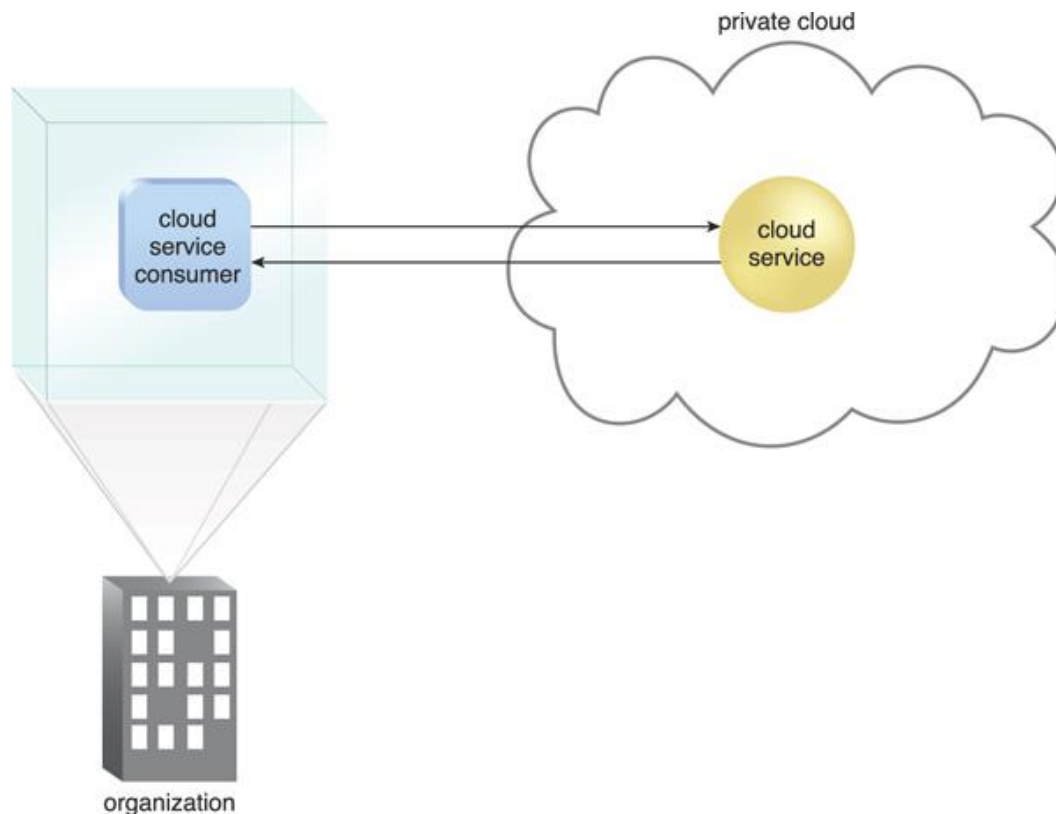 private cloud
cloud
service
consumer
cloud
service
organization